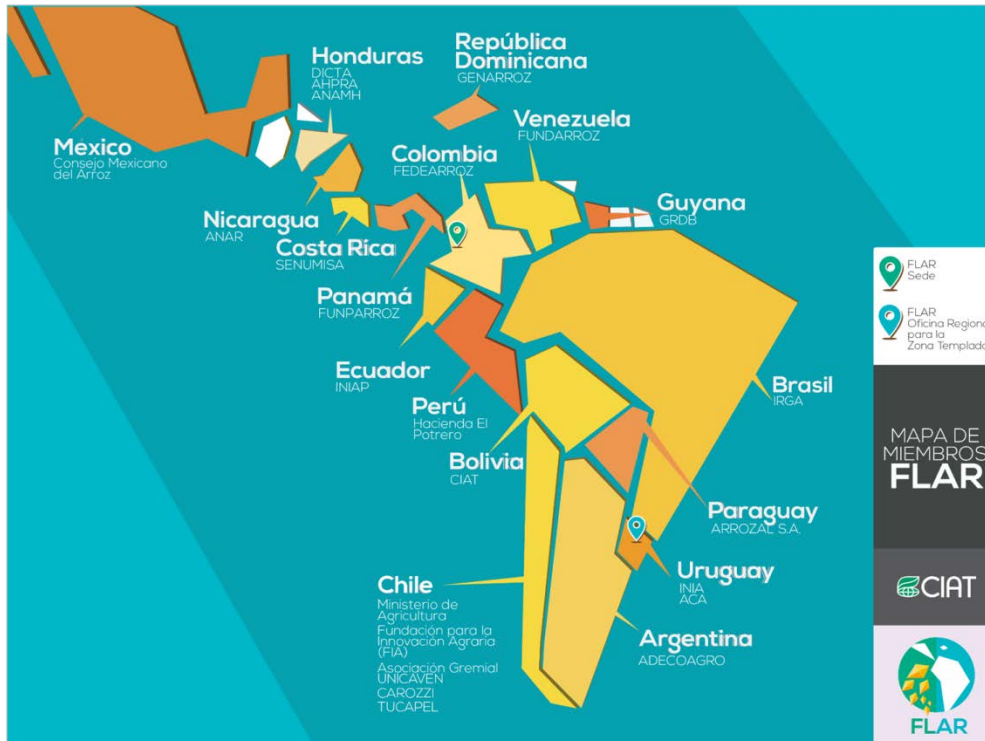 Honduras
DICTA
AHPRA
ANAMH
República
Dominicana
GENARROZ
México
Consejo Mexicano
del Arroz
Colombia
FEDEARROZ
Venezuela
FUNDARROZ
Guyana
GRDB
Nicaragua
ANAR
Costa Rica
SENUMISA
Panamá
FUNPARROZ
Ecuador
INIAP
Perú
Hacienda El
Potrero
Bolivia
CIAT
Brasil
IRGA
Paraguay
ARROZAL S.A.
Uruguay
INIA
ACA
Argentina
ADECOAGRO
Chile
Ministerio de
Agricultura
Fundación para la
Innovación Agraria
(FIA)
Asociación Gremial
UNICAVEN
CAROZZI
TUCAPEL
FLAR
Sede
FLAR
Oficina Regiona
para la
Zona Templada
MAPA DE
MIEMBROS
FLAR
CIAT
FLAR